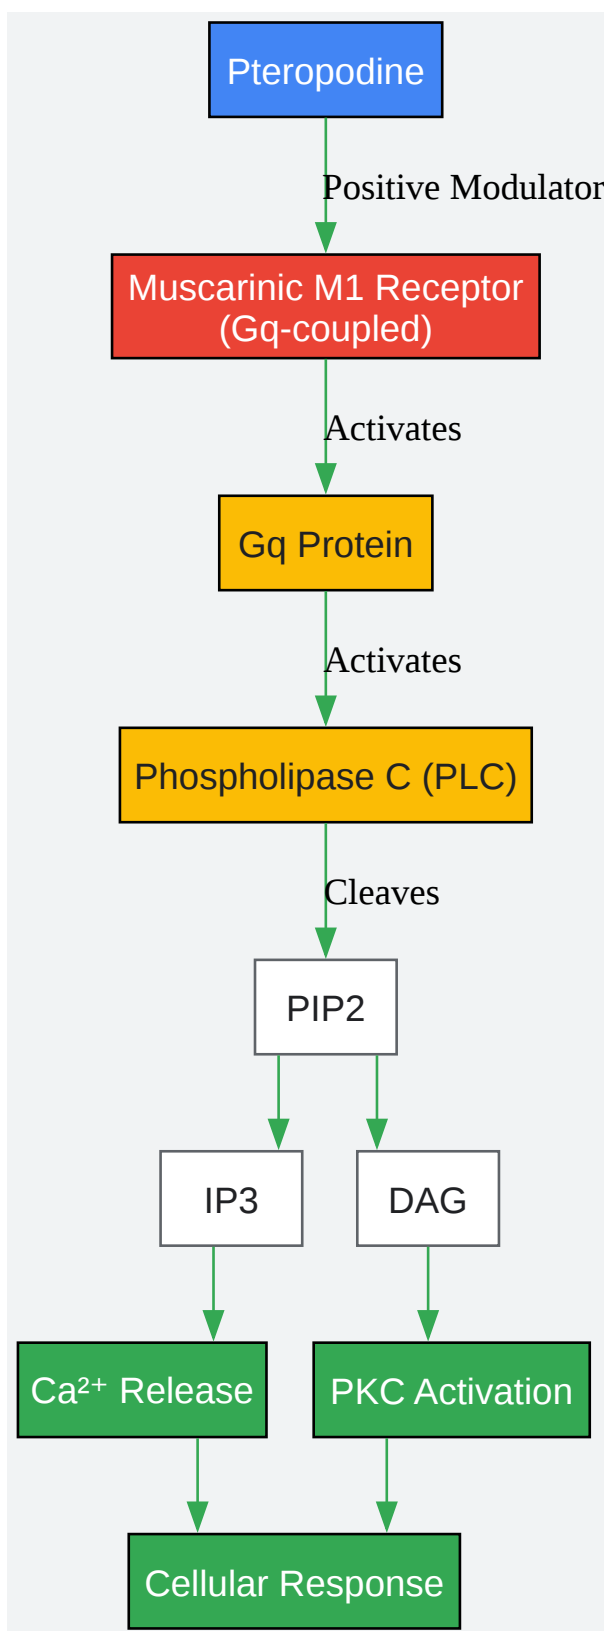 Pteropodine
Positive Modulator
Muscarinic M1 Receptor
(Gq-coupled)
Activates
Gq Protein
Activates
Phospholipase C (PLC)
Cleaves
PIP2
IP3
DAG
Ca²⁺ Release
PKC Activation
Cellular Response